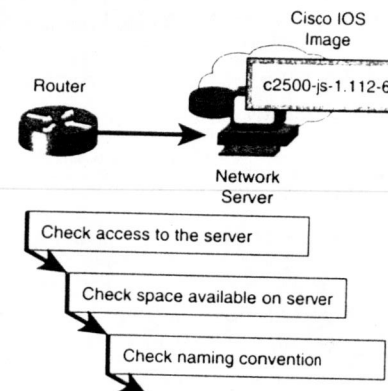 Cisco IOS
Image
c2500-js-1.112-6
Router
Network
Server
Check access to the server
Check space available on server
Check naming convention